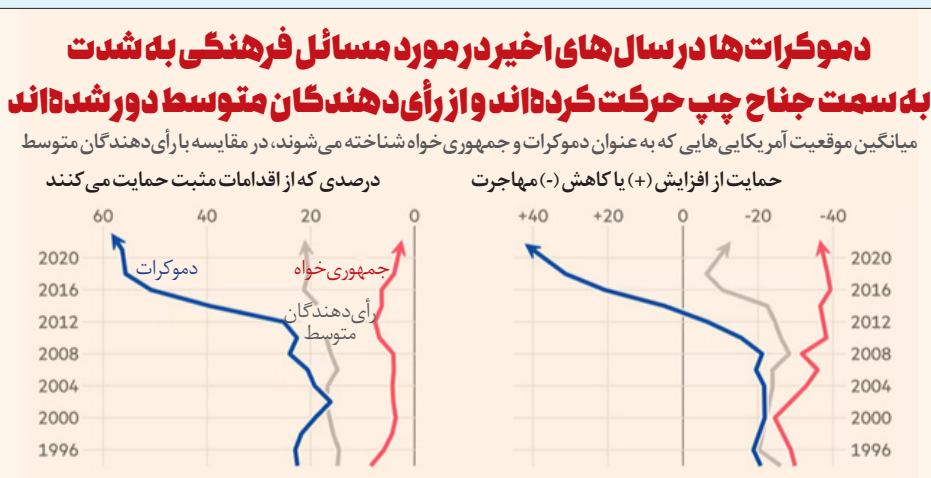 دموکرات‌ها در سال‌های اخیر در مورد مسائل فرهنگی به شدت
به سمت جناح چپ حرکت کرده‌اند و از رأی‌دهندگان متوسط دور شده‌اند
میانگین موقعیت آمریکایی‌هایی که به عنوان دموکرات و جمهوری‌خواه شناخته می‌شوند، در مقایسه با رأی‌دهندگان متوسط
حمایت از افزایش (+) یا کاهش (-) مهاجرت
+40 +20 0 -20 -40
2020
2016
2012
2008
2004
2000
1996
درصدی که از اقدامات مثبت حمایت می‌کنند
60 40 20 0
2020
2016
2012
2008
2004
2000
1996
جمهوری‌خواه
دموکرات
رأی‌دهندگان
متوسط